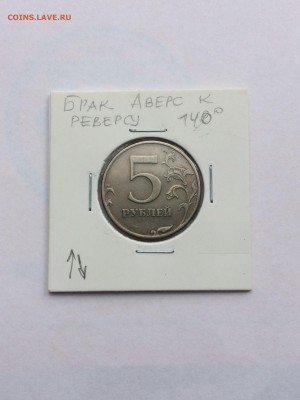 COINS.LAVE.RU
БРАК АВЕРС К
РЕВЕРСУ 140°
5
РУБЛЕЙ